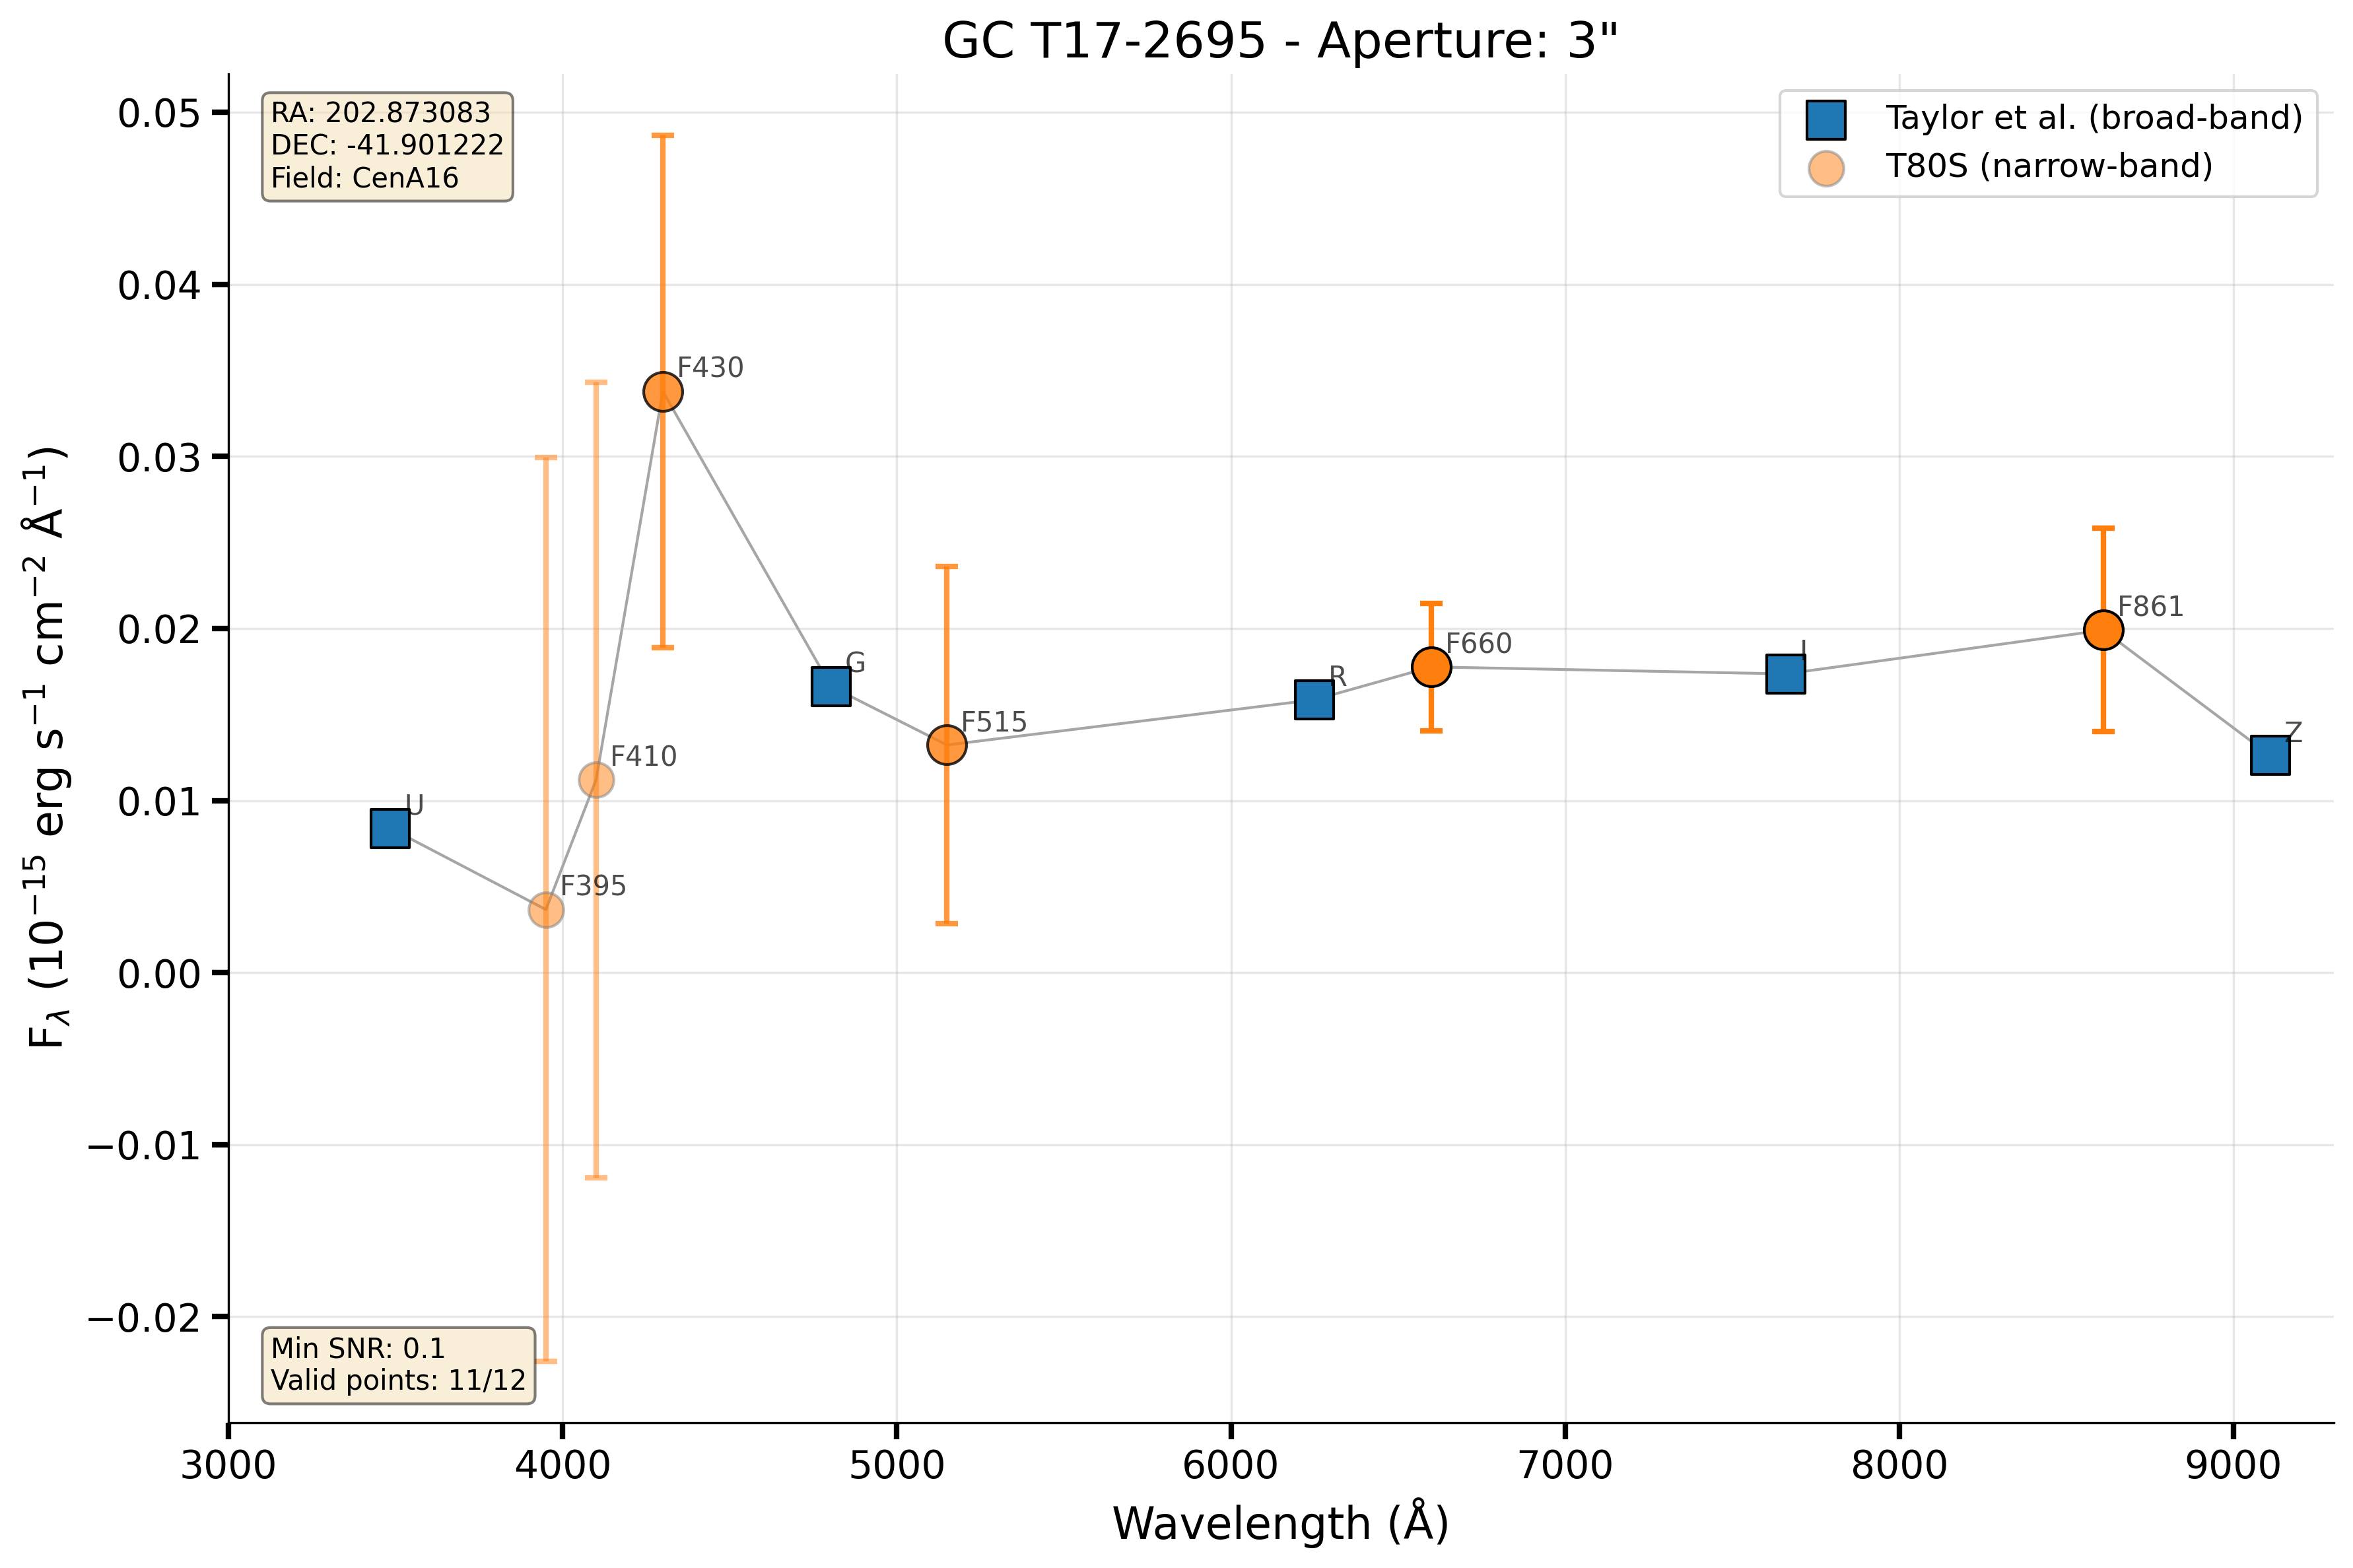 GC T17-2695 - Aperture: 3"
RA: 202.873083
DEC: -41.901222
Field: CenA16
Taylor et al. (broad-band)
T80S (narrow-band)
0.05
0.04
0.03
0.02
0.01
0.00
−0.01
−0.02
F_λ (10⁻¹⁵ erg s⁻¹ cm⁻² Å⁻¹)
U
F395
F410
F430
G
F515
R
F660
I
F861
Z
Min SNR: 0.1
Valid points: 11/12
3000 4000 5000 6000 7000 8000 9000
Wavelength (Å)